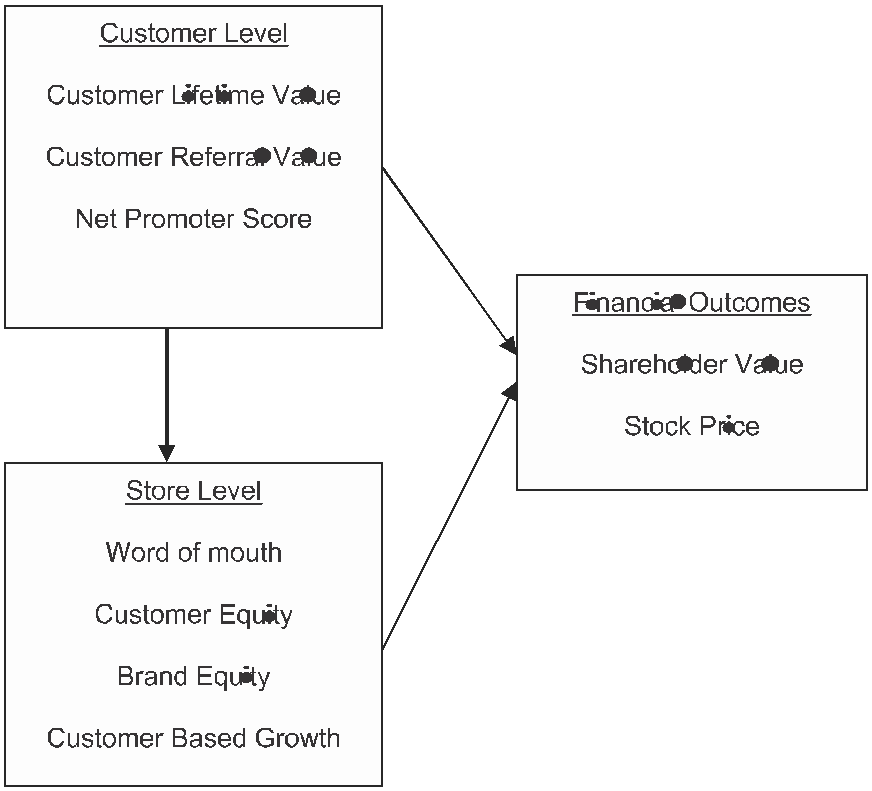 Customer Level
Customer Lifetime Value
Customer Referral Value
Net Promoter Score
Financial Outcomes
Shareholder Value
Stock Price
Store Level
Word of mouth
Customer Equity
Brand Equity
Customer Based Growth